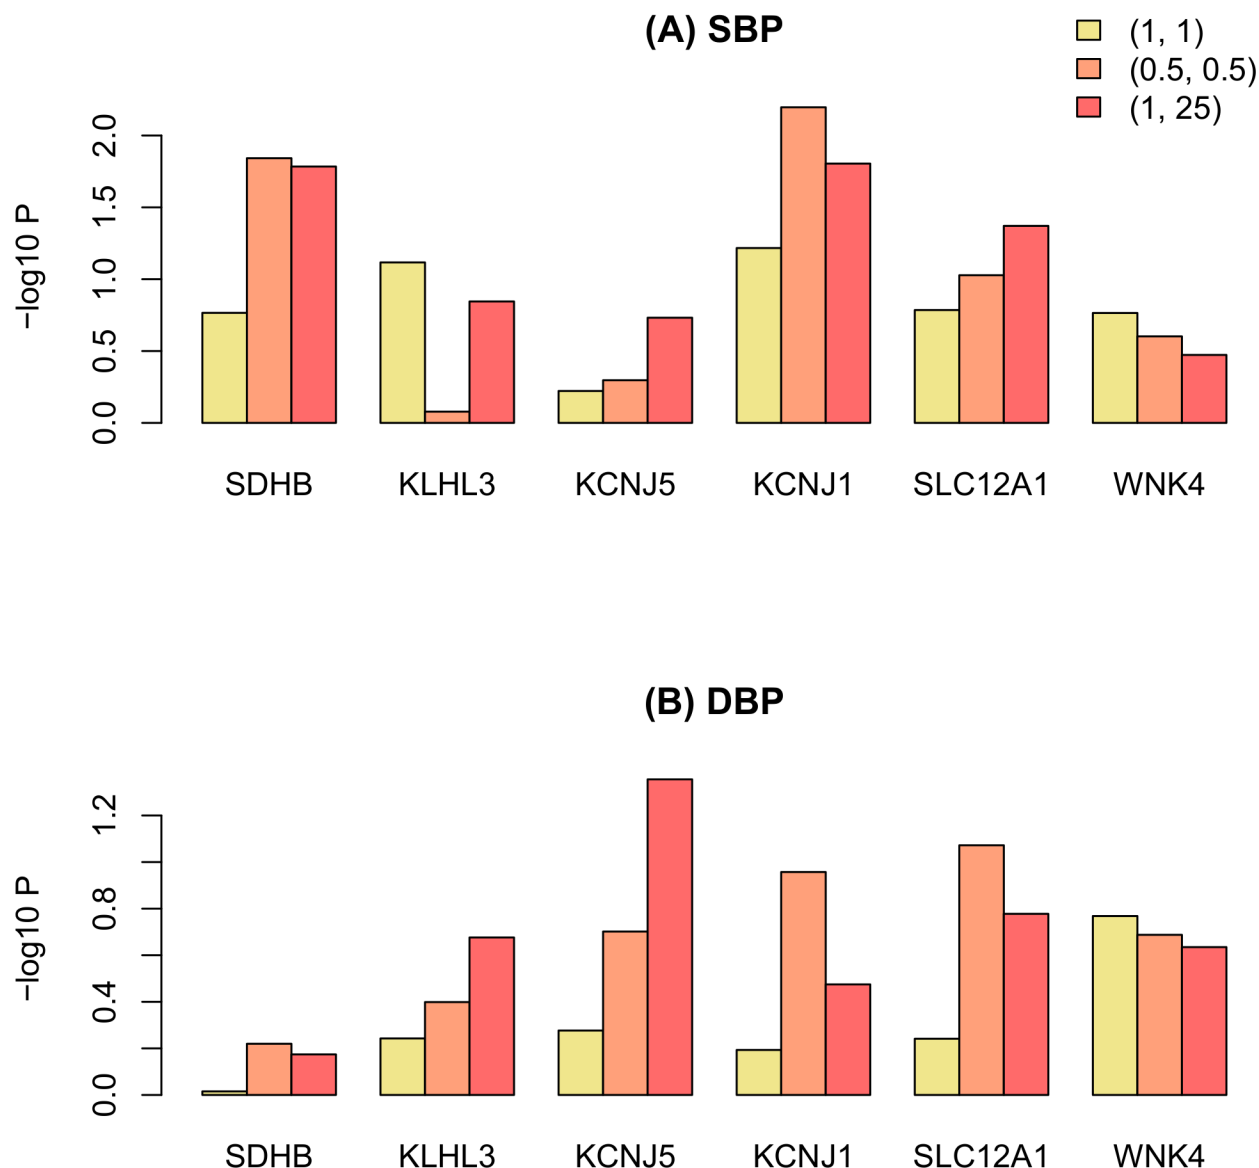 (A) SBP
(1, 1)
(0.5, 0.5)
(1, 25)
−log10 P
2.0
1.5
1.0
0.5
0.0
SDHB KLHL3 KCNJ5 KCNJ1 SLC12A1 WNK4
(B) DBP
−log10 P
1.2
0.8
0.4
0.0
SDHB KLHL3 KCNJ5 KCNJ1 SLC12A1 WNK4